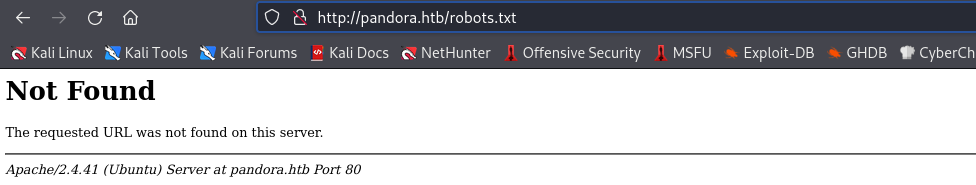 http://pandora.htb/robots.txt
Kali Linux Kali Tools Kali Forums Kali Docs NetHunter Offensive Security MSFU Exploit-DB GHDB CyberCh
Not Found
The requested URL was not found on this server.
Apache/2.4.41 (Ubuntu) Server at pandora.htb Port 80